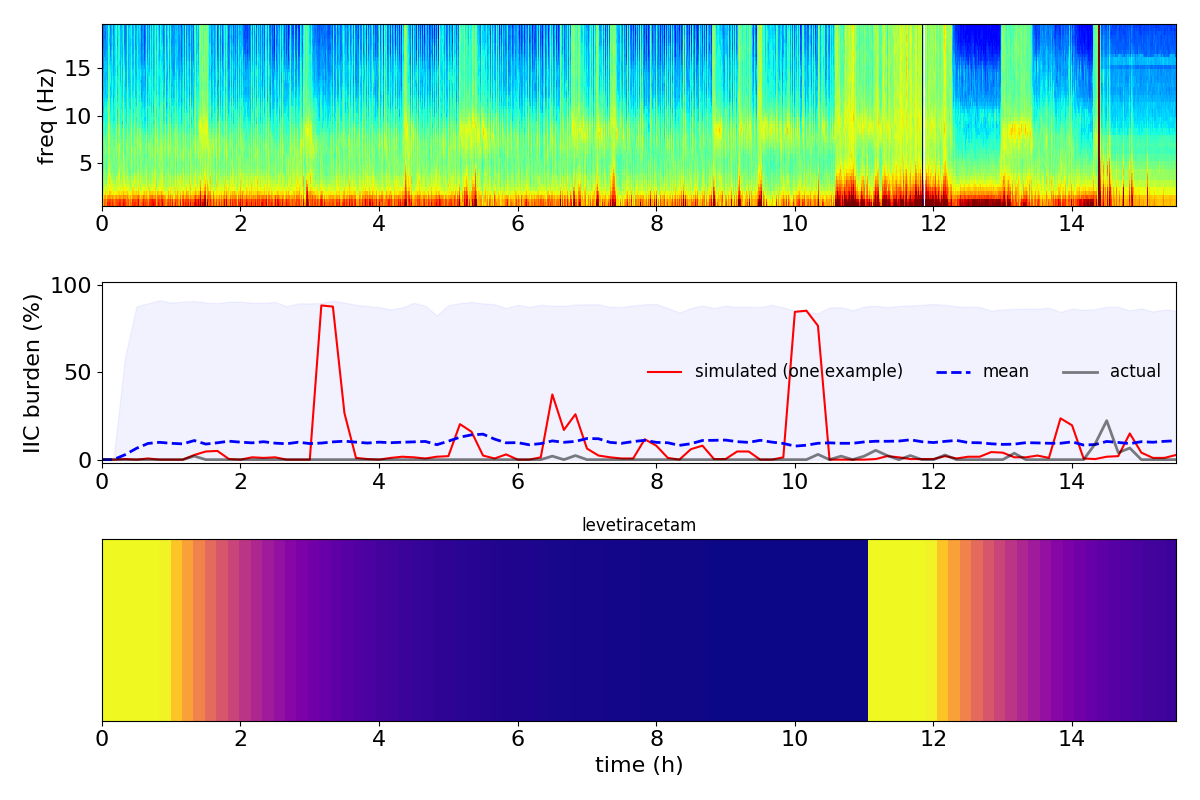 freq (Hz)
15
10
5
0 2 4 6 8 10 12 14
IIC burden (%)
100
50
0
simulated (one example) mean actual
0 2 4 6 8 10 12 14
levetiracetam
0 2 4 6 8 10 12 14
time (h)